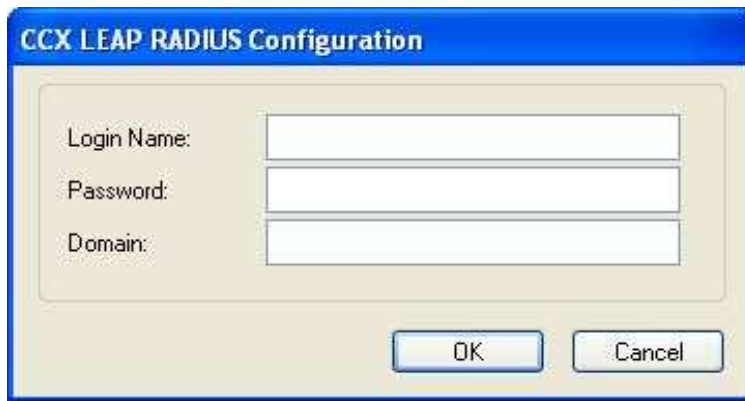 CCX LEAP RADIUS Configuration
Login Name:
Password:
Domain:
OK Cancel